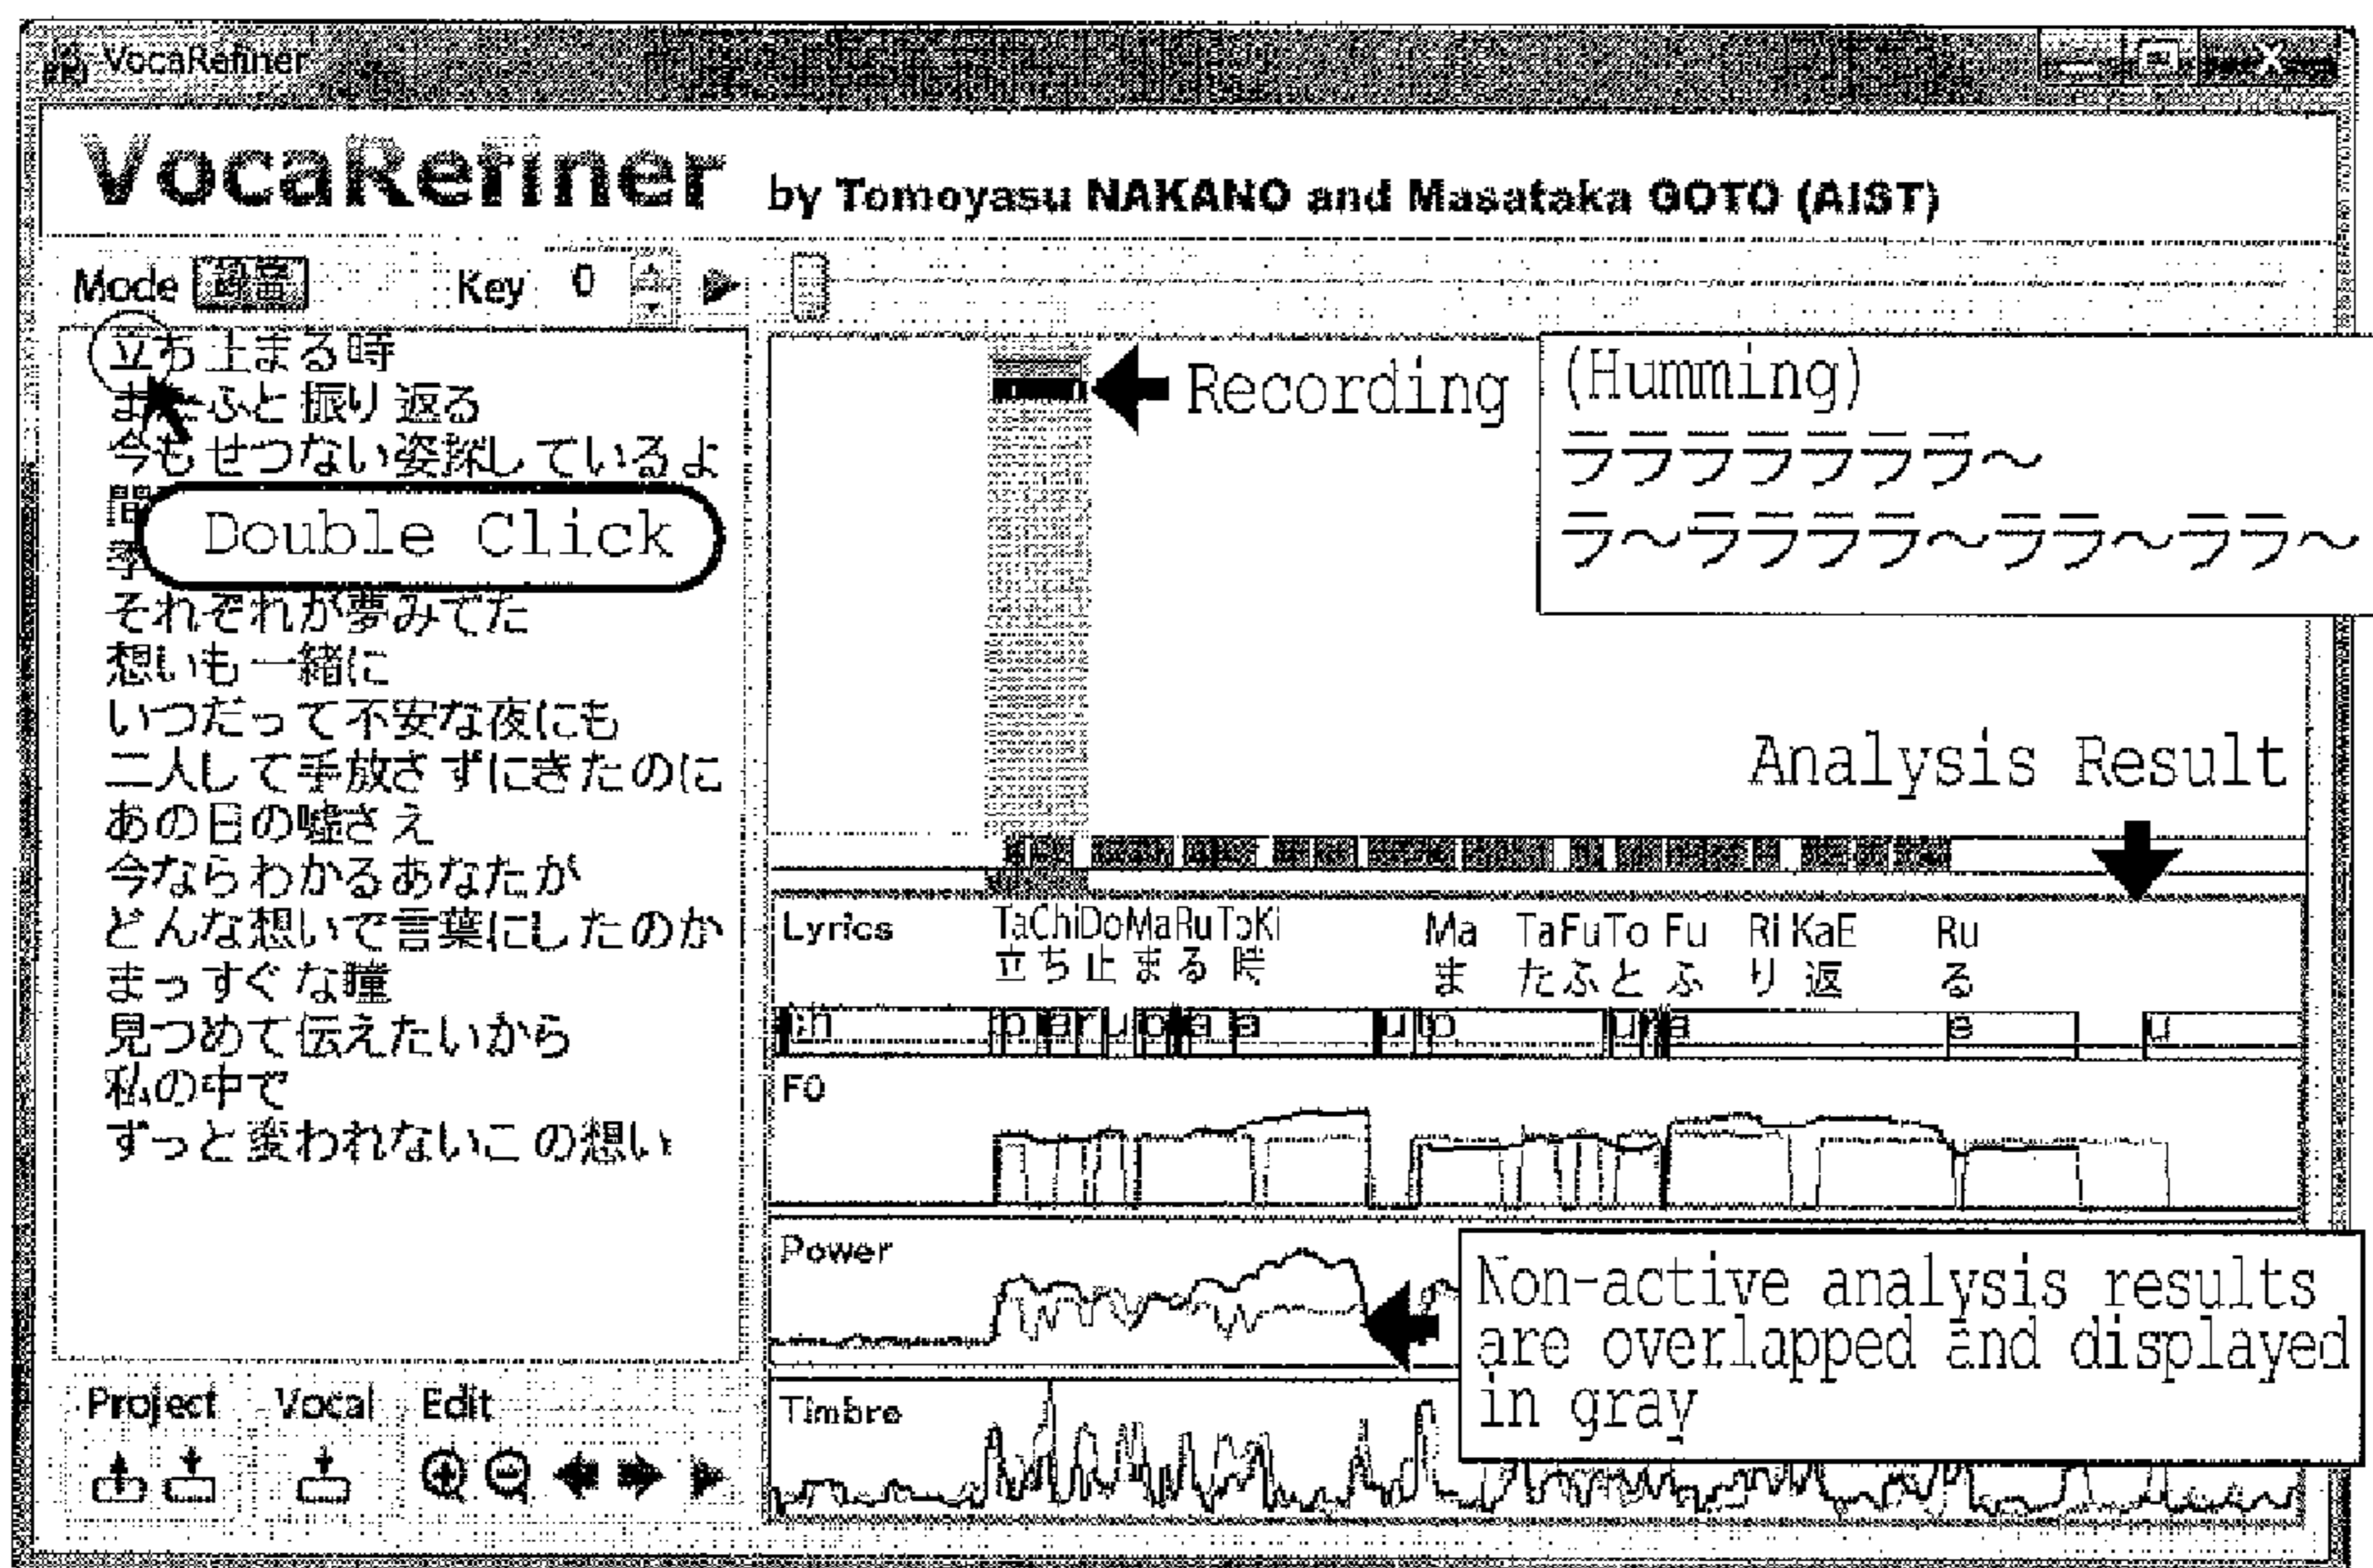 VocaRefiner
VocaRefiner by Tomoyasu NAKANO and Masataka GOTO (AIST)
Mode 録音 Key 0
立ち止まる時
またふと振り返る
今もせつない姿探しているよ
Double Click
それぞれが夢みてた
想いも一緒に
いつだって不安な夜にも
二人して手放さずにきたのに
あの日の嘘さえ
今ならわかるあなたが
どんな想いで言葉にしたのか
まっすぐな瞳
見つめて伝えたいから
私の中で
ずっと変われないこの想い
Project Vocal Edit
Recording
(Humming)
ララララララララ～
ラ～ララララ～ララ～ララ～
Analysis Result
Lyrics
TaChiDoMaRuToKi Ma TaFuTo Fu Ri KaE Ru
立ち止まる時 ま たふと ふ り 返 る
F0
Power
Non-active analysis results
are overlapped and displayed
in gray
Timbre